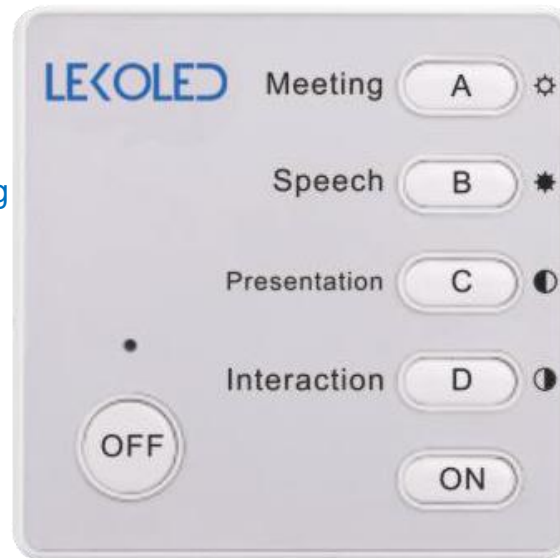 g
LEKOLED
Meeting A
Speech B
Presentation C
Interaction D
OFF
ON